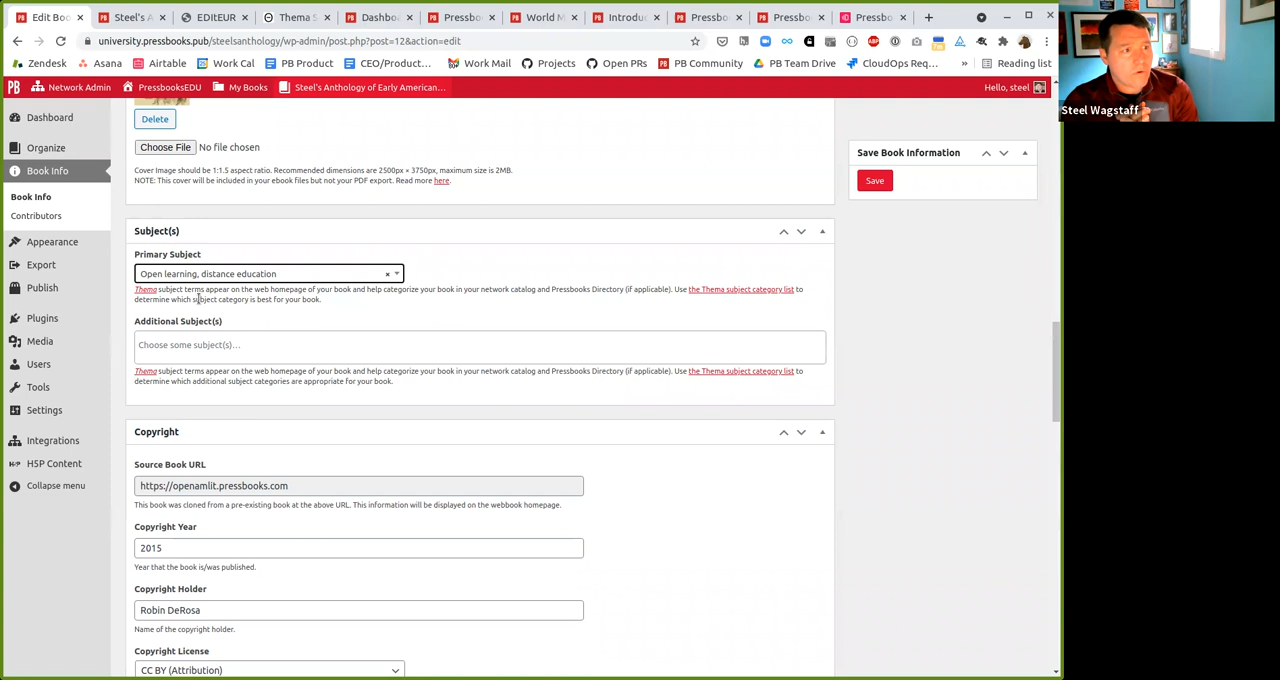 Edit Boo
Steel's A
EDITEUR
Thema S
Dashbo
Pressbo
World M
Introdu
Pressbo
Pressbo
Pressbo
university.pressbooks.pub/steelsanthology/wp-admin/post.php?post=12&action=edit
Zendesk
Asana
Airtable
Work Cal
PB Product
CEO/Product...
Work Mail
Projects
Open PRs
PB Community
PB Team Drive
CloudOps Req...
»
Reading list
Network Admin
PressbooksEDU
My Books
Steel's Anthology of Early American...
Hello, steel
Steel Wagstaff
Dashboard
Organize
Book Info
Book Info
Contributors
Appearance
Export
Publish
Plugins
Media
Users
Tools
Settings
Integrations
H5P Content
Collapse menu
Delete
Choose File No file chosen
Cover Image should be 1:1.5 aspect ratio. Recommended dimensions are 2500px × 3750px, maximum size is 2MB.
NOTE: This cover will be included in your ebook files but not your PDF export. Read more here.
Subject(s)
Primary Subject
Open learning, distance education
Thema subject terms appear on the web homepage of your book and help categorize your book in your network catalog and Pressbooks Directory (if applicable). Use the Thema subject category list to
determine which subject category is best for your book.
Additional Subject(s)
Choose some subject(s)...
Thema subject terms appear on the web homepage of your book and help categorize your book in your network catalog and Pressbooks Directory (if applicable). Use the Thema subject category list to
determine which additional subject categories are appropriate for your book.
Copyright
Source Book URL
https://openamlit.pressbooks.com
This book was cloned from a pre-existing book at the above URL. This information will be displayed on the webbook homepage.
Copyright Year
2015
Year that the book is/was published.
Copyright Holder
Robin DeRosa
Name of the copyright holder.
Copyright License
CC BY (Attribution)
Save Book Information
Save